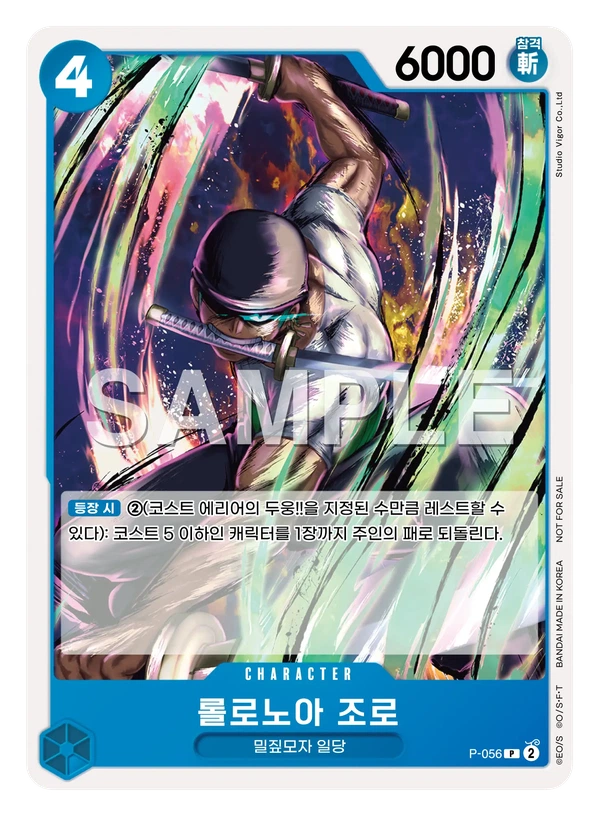 4
6000
참격
斬
Studio Vigor Co.,Ltd
SAMPLE
등장 시 ②(코스트 에리어의 두웅!!을 지정된 수만큼 레스트할 수
있다): 코스트 5 이하인 캐릭터를 1장까지 주인의 패로 되돌린다.
CHARACTER
롤로노아 조로
밀짚모자 일당
P-056 P 2
©EO/S ©O/S·F·T BANDAI MADE IN KOREA NOT FOR SALE